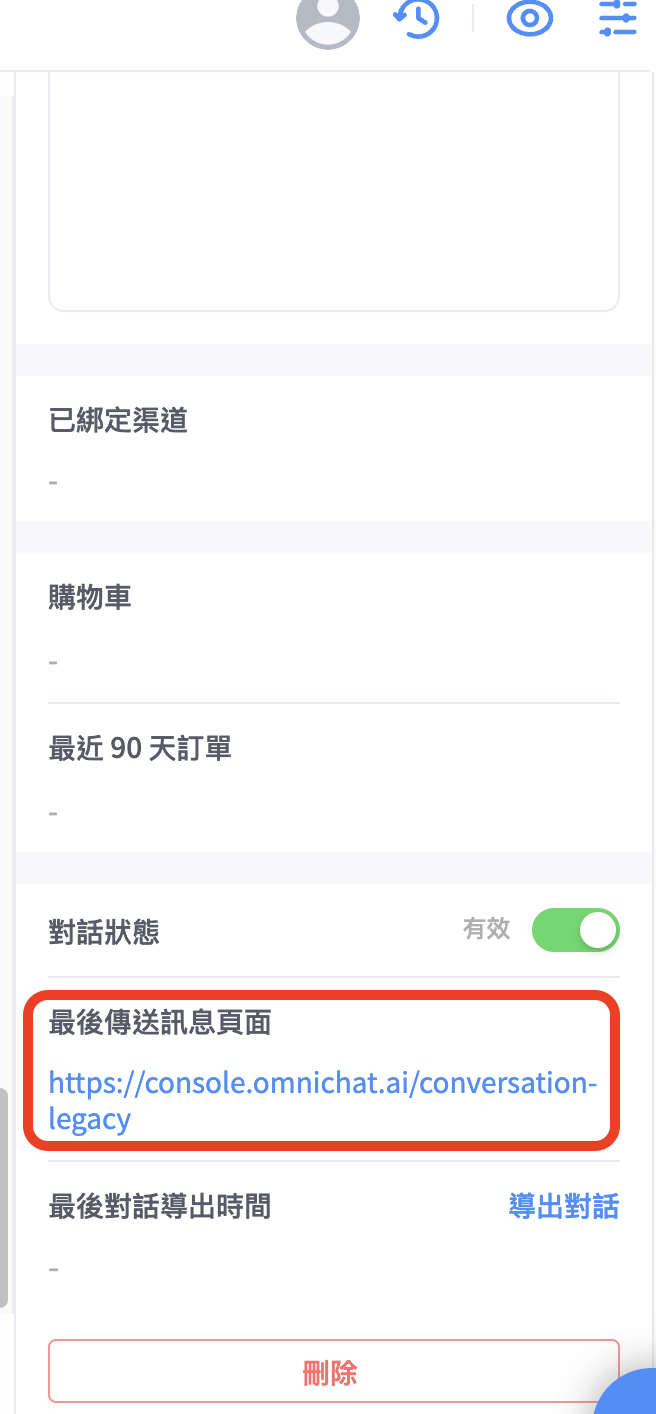 已綁定渠道
-
購物車
-
最近 90 天訂單
-
對話狀態 有效
最後傳送訊息頁面
https://console.omnichat.ai/conversation-
legacy
最後對話導出時間 導出對話
-
刪除